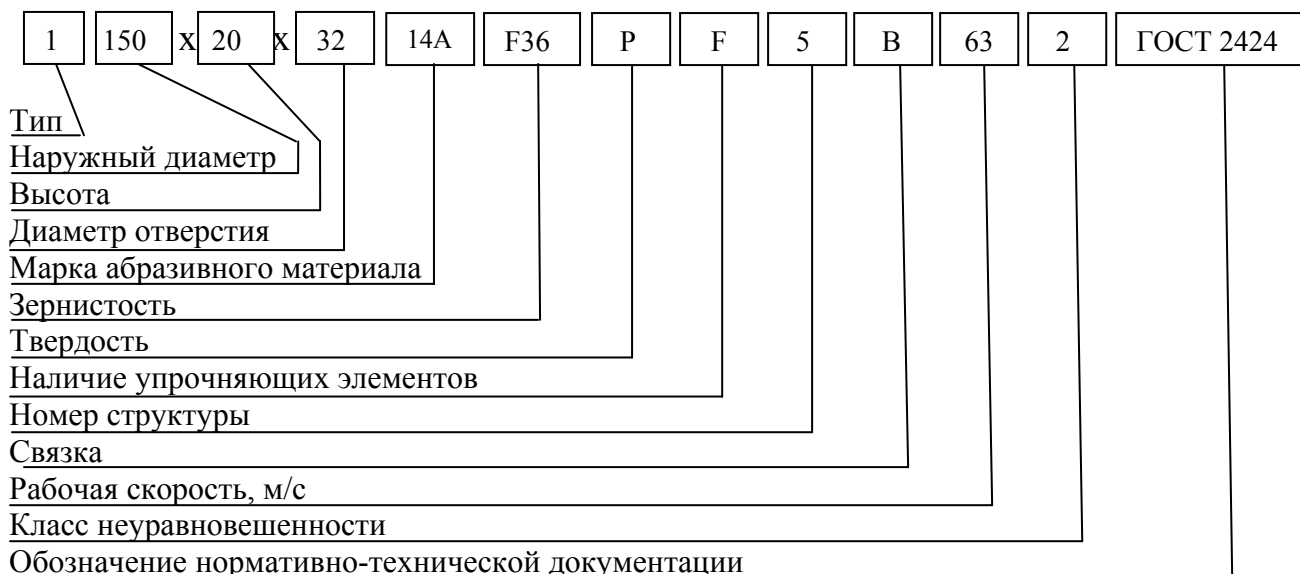 1 150 x 20 x 32 14А F36 P F 5 B 63 2 ГОСТ 2424
Тип
Наружный диаметр
Высота
Диаметр отверстия
Марка абразивного материала
Зернистость
Твердость
Наличие упрочняющих элементов
Номер структуры
Связка
Рабочая скорость, м/с
Класс неуравновешенности
Обозначение нормативно-технической документации